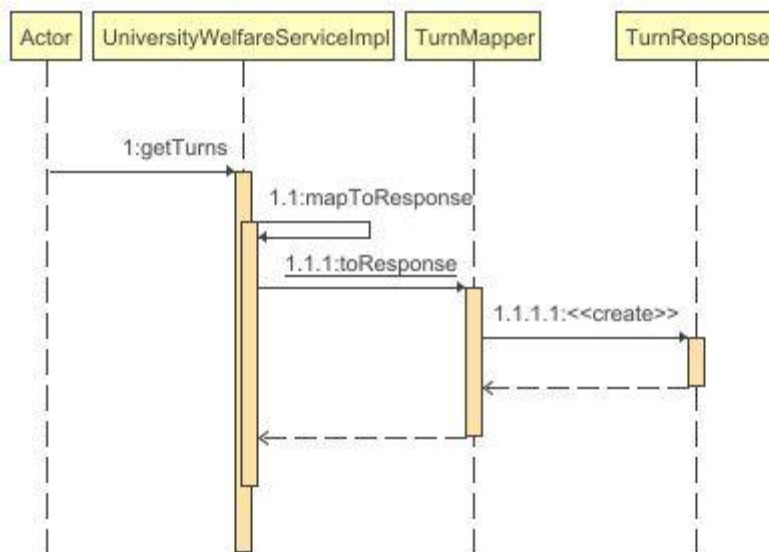 Actor
UniversityWelfareServiceImpl
TurnMapper
TurnResponse
1:getTurns
1.1:mapToResponse
1.1.1:toResponse
1.1.1.1:<<create>>